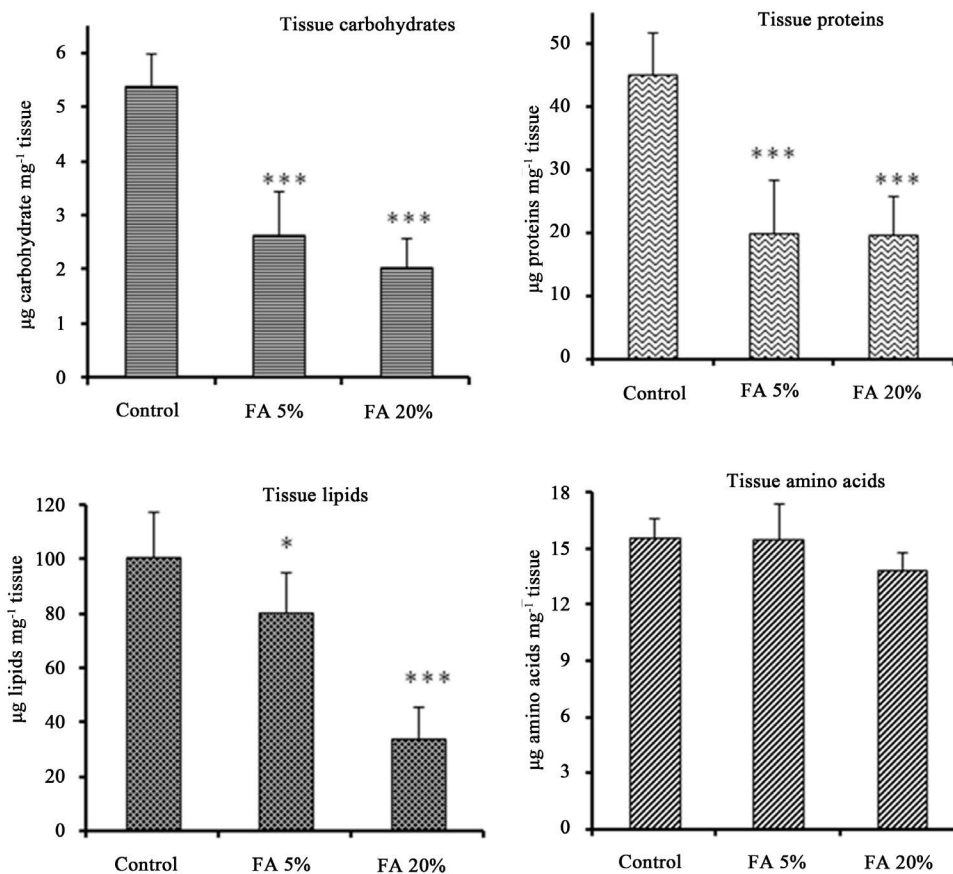 Tissue carbohydrates
µg carbohydrate mg⁻¹ tissue
6
5
4
3
2
1
0
***
***
Control
FA 5%
FA 20%
Tissue proteins
µg proteins mg⁻¹ tissue
50
40
30
20
10
0
***
***
Control
FA 5%
FA 20%
Tissue lipids
µg lipids mg⁻¹ tissue
120
100
80
60
40
20
0
*
***
Control
FA 5%
FA 20%
Tissue amino acids
µg amino acids mg⁻¹ tissue
18
15
12
9
6
3
0
Control
FA 5%
FA 20%